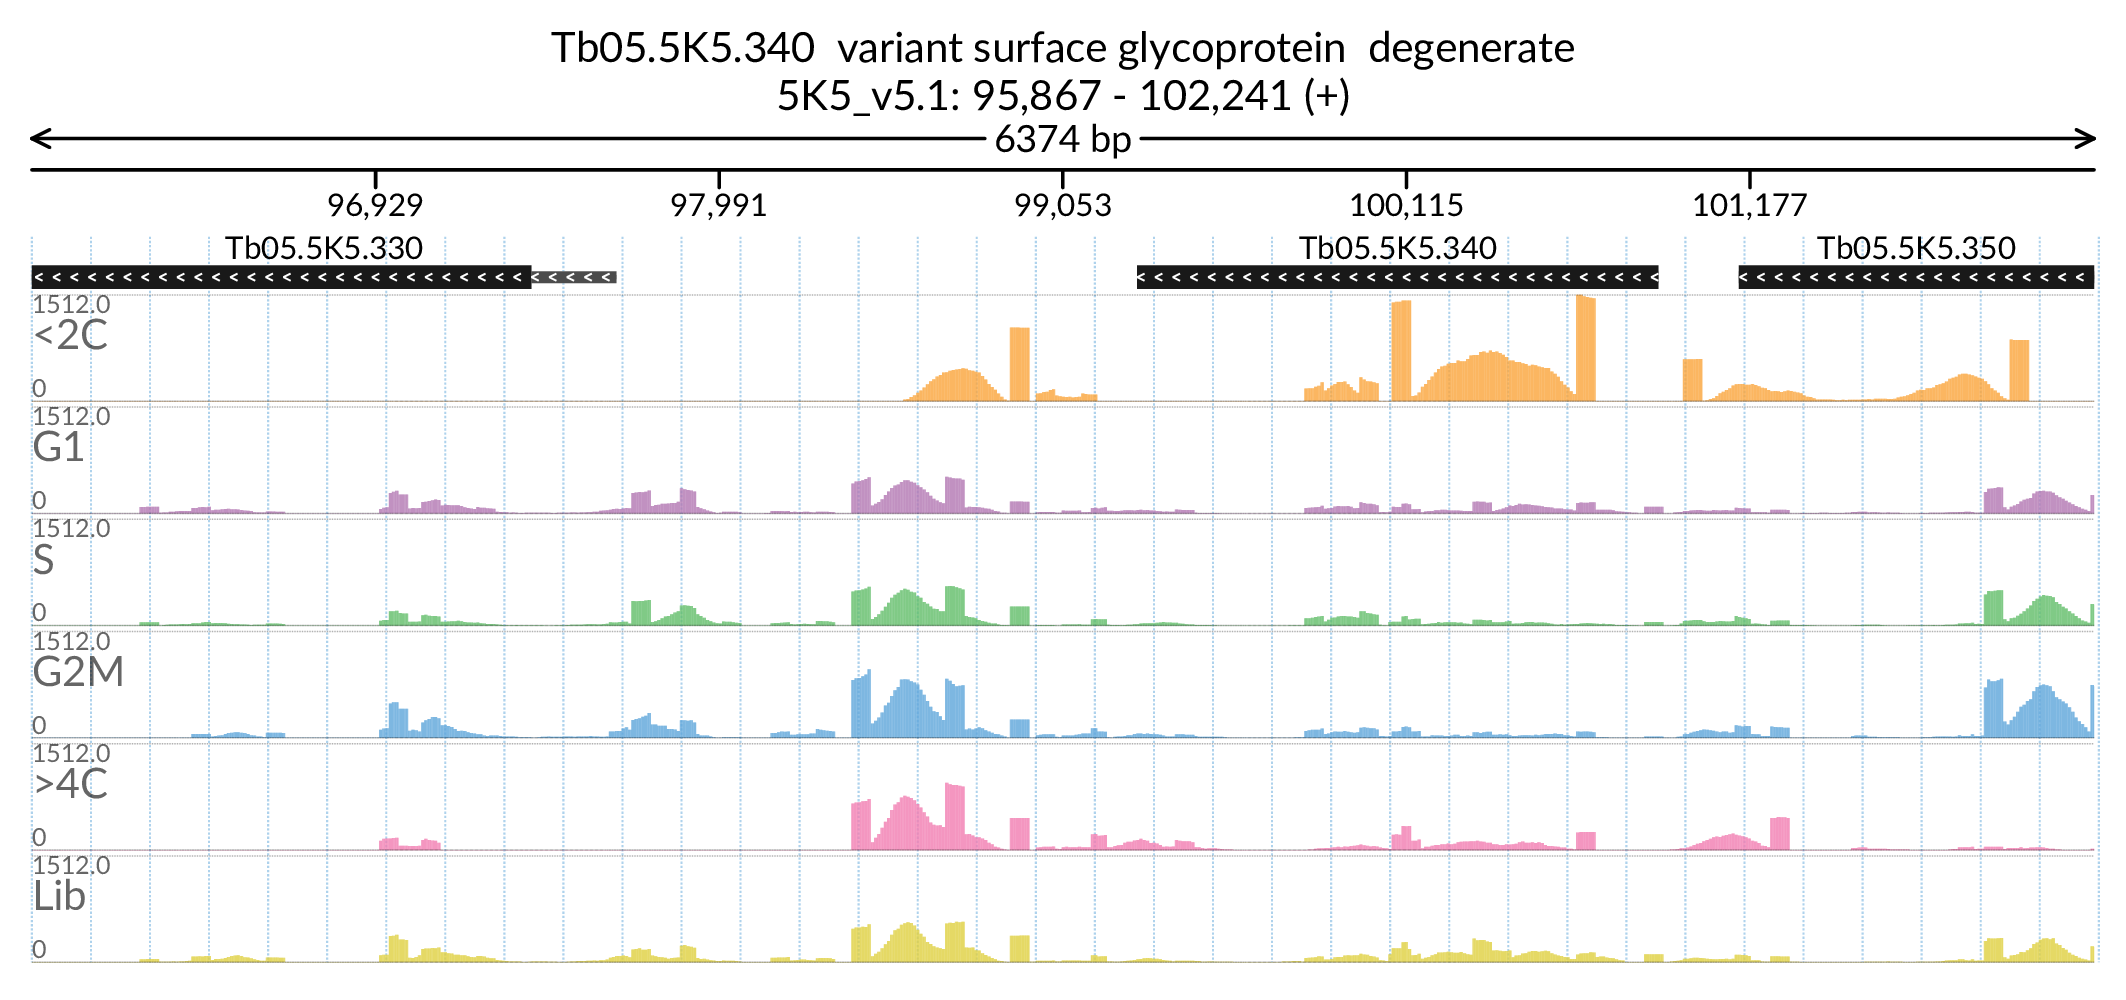 Tb05.5K5.340 variant surface glycoprotein degenerate
5K5_v5.1: 95,867 - 102,241 (+)
6374 bp
96,929 97,991 99,053 100,115 101,177
Tb05.5K5.330 Tb05.5K5.340 Tb05.5K5.350
1512.0
<2C
0
1512.0
G1
0
1512.0
S
0
1512.0
G2M
0
1512.0
>4C
0
1512.0
Lib
0